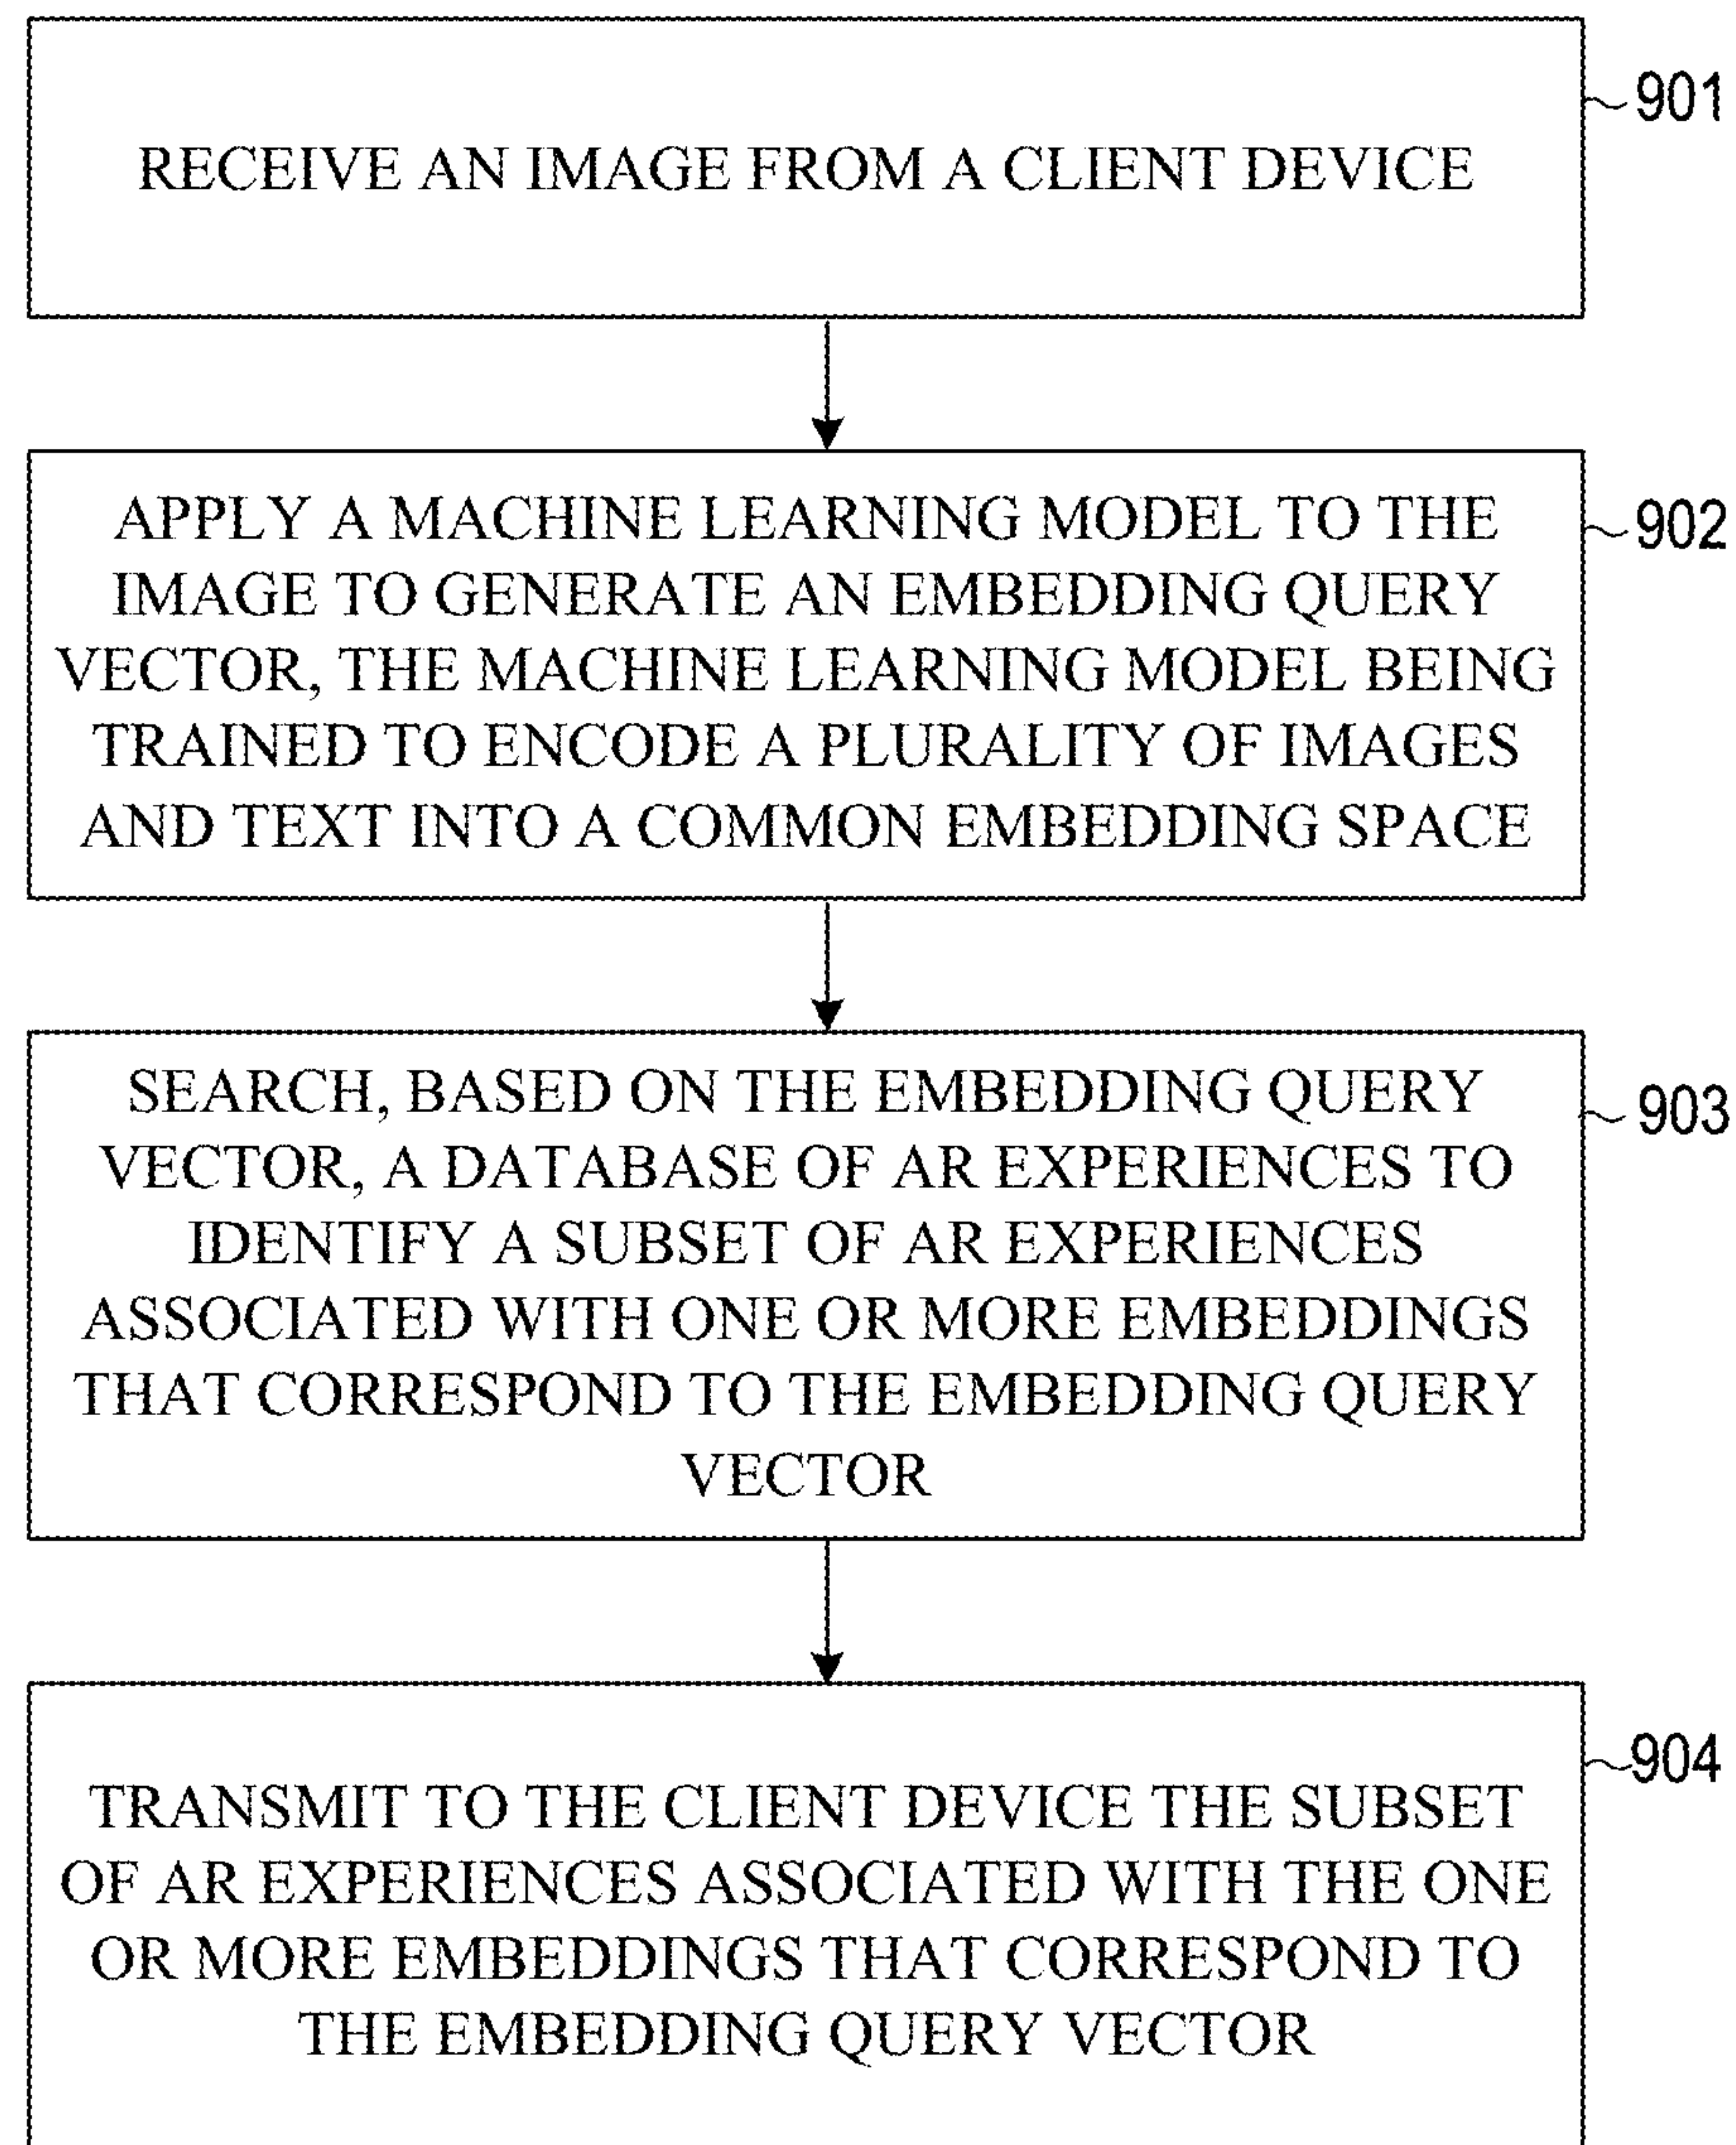 RECEIVE AN IMAGE FROM A CLIENT DEVICE
901
APPLY A MACHINE LEARNING MODEL TO THE
IMAGE TO GENERATE AN EMBEDDING QUERY
VECTOR, THE MACHINE LEARNING MODEL BEING
TRAINED TO ENCODE A PLURALITY OF IMAGES
AND TEXT INTO A COMMON EMBEDDING SPACE
902
SEARCH, BASED ON THE EMBEDDING QUERY
VECTOR, A DATABASE OF AR EXPERIENCES TO
IDENTIFY A SUBSET OF AR EXPERIENCES
ASSOCIATED WITH ONE OR MORE EMBEDDINGS
THAT CORRESPOND TO THE EMBEDDING QUERY
VECTOR
903
TRANSMIT TO THE CLIENT DEVICE THE SUBSET
OF AR EXPERIENCES ASSOCIATED WITH THE ONE
OR MORE EMBEDDINGS THAT CORRESPOND TO
THE EMBEDDING QUERY VECTOR
904